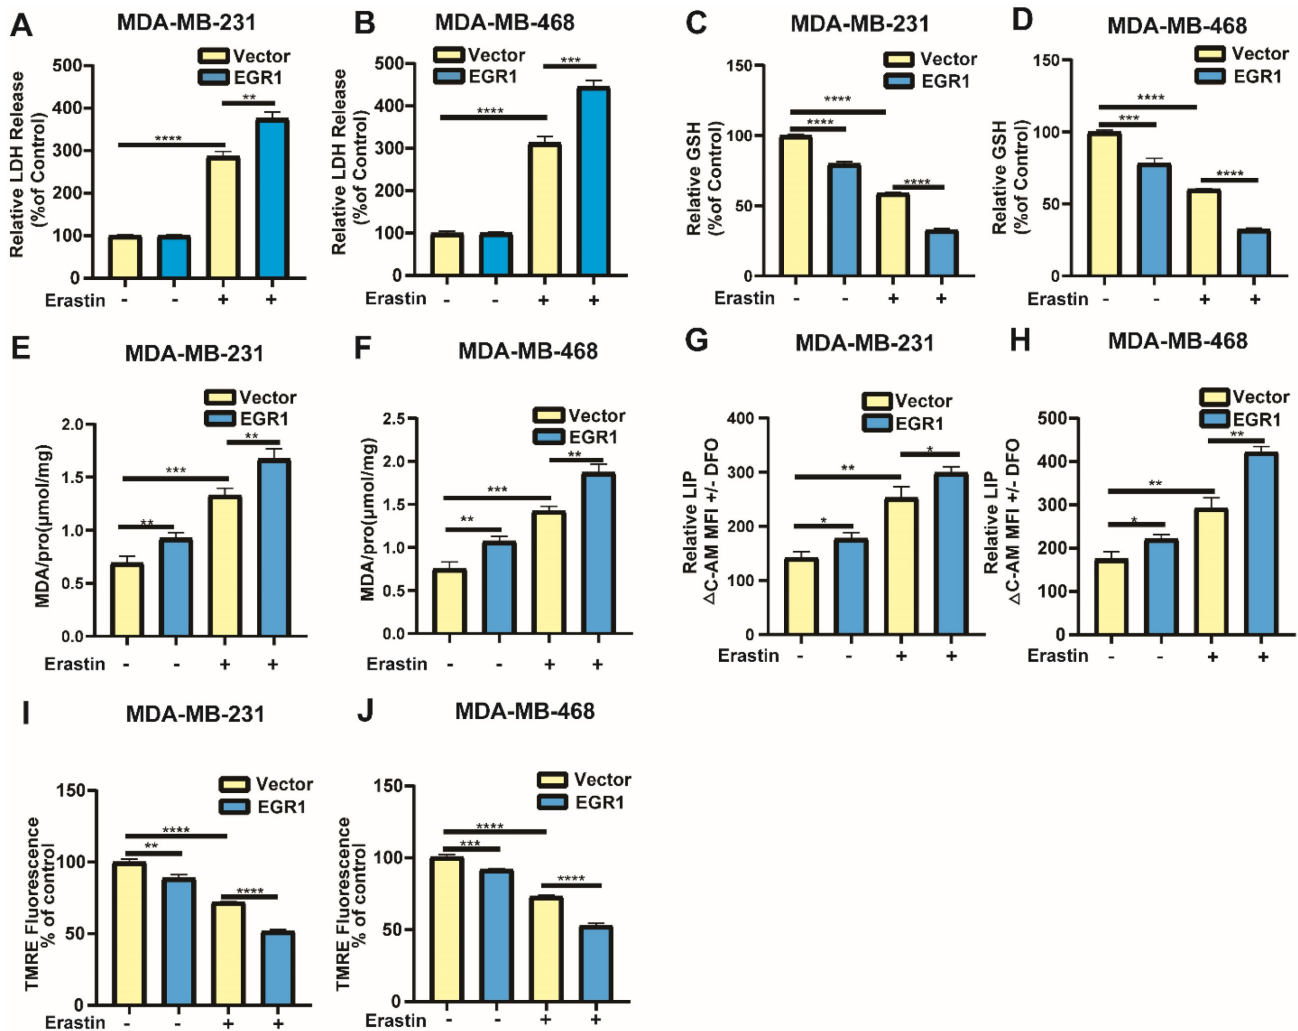 A
MDA-MB-231
Vector
EGR1
Relative LDH Release
(%of Control)
500
400
300
200
100
0
**
****
Erastin
- - + +
B
MDA-MB-468
Vector
EGR1
Relative LDH Release
(%of Control)
500
400
300
200
100
0
***
****
- - + +
C
MDA-MB-231
Vector
EGR1
Relative GSH
(%of Control)
150
100
50
0
****
****
****
Erastin
- - + +
D
MDA-MB-468
Vector
EGR1
Relative GSH
(%of Control)
150
100
50
0
****
***
****
- - + +
E
MDA-MB-231
Vector
EGR1
MDA/pro(μmol/mg)
2.0
1.5
1.0
0.5
0.0
**
***
**
Erastin
- - + +
F
MDA-MB-468
Vector
EGR1
MDA/pro(μmol/mg)
2.5
2.0
1.5
1.0
0.5
0.0
**
***
**
Erastin
- - + +
G
MDA-MB-231
Vector
EGR1
Relative LIP
△C-AM MFI +/- DFO
400
300
200
100
0
*
**
*
Erastin
- - + +
H
MDA-MB-468
Vector
EGR1
Relative LIP
△C-AM MFI +/- DFO
500
400
300
200
100
0
**
**
*
Erastin
- - + +
I
MDA-MB-231
Vector
EGR1
TMRE Fluorescence
% of control
150
100
50
0
****
**
****
Erastin
- - + +
J
MDA-MB-468
Vector
EGR1
TMRE Fluorescence
% of control
150
100
50
0
****
***
****
Erastin
- - + +